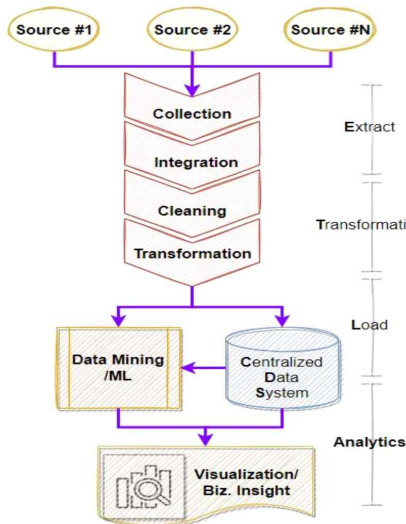 Source #1
Source #2
Source #N
Collection
Extract
Integration
Cleaning
Transformati
Transformation
Load
Data Mining
/ML
Centralized
Data
System
Analytics
Visualization/
Biz. Insight